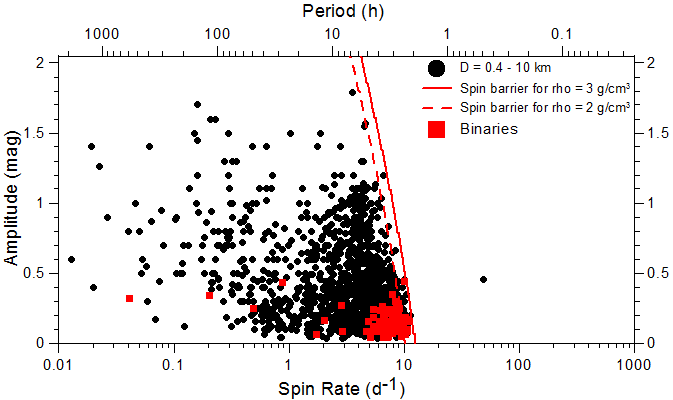 Period (h)
1000 100 10 1 0.1
2 2
D = 0.4 - 10 km
Spin barrier for rho = 3 g/cm³
Spin barrier for rho = 2 g/cm³
Binaries
1.5 1.5
1 1
0.5 0.5
0 0
Amplitude (mag)
0.01 0.1 1 10 100 1000
Spin Rate (d⁻¹)